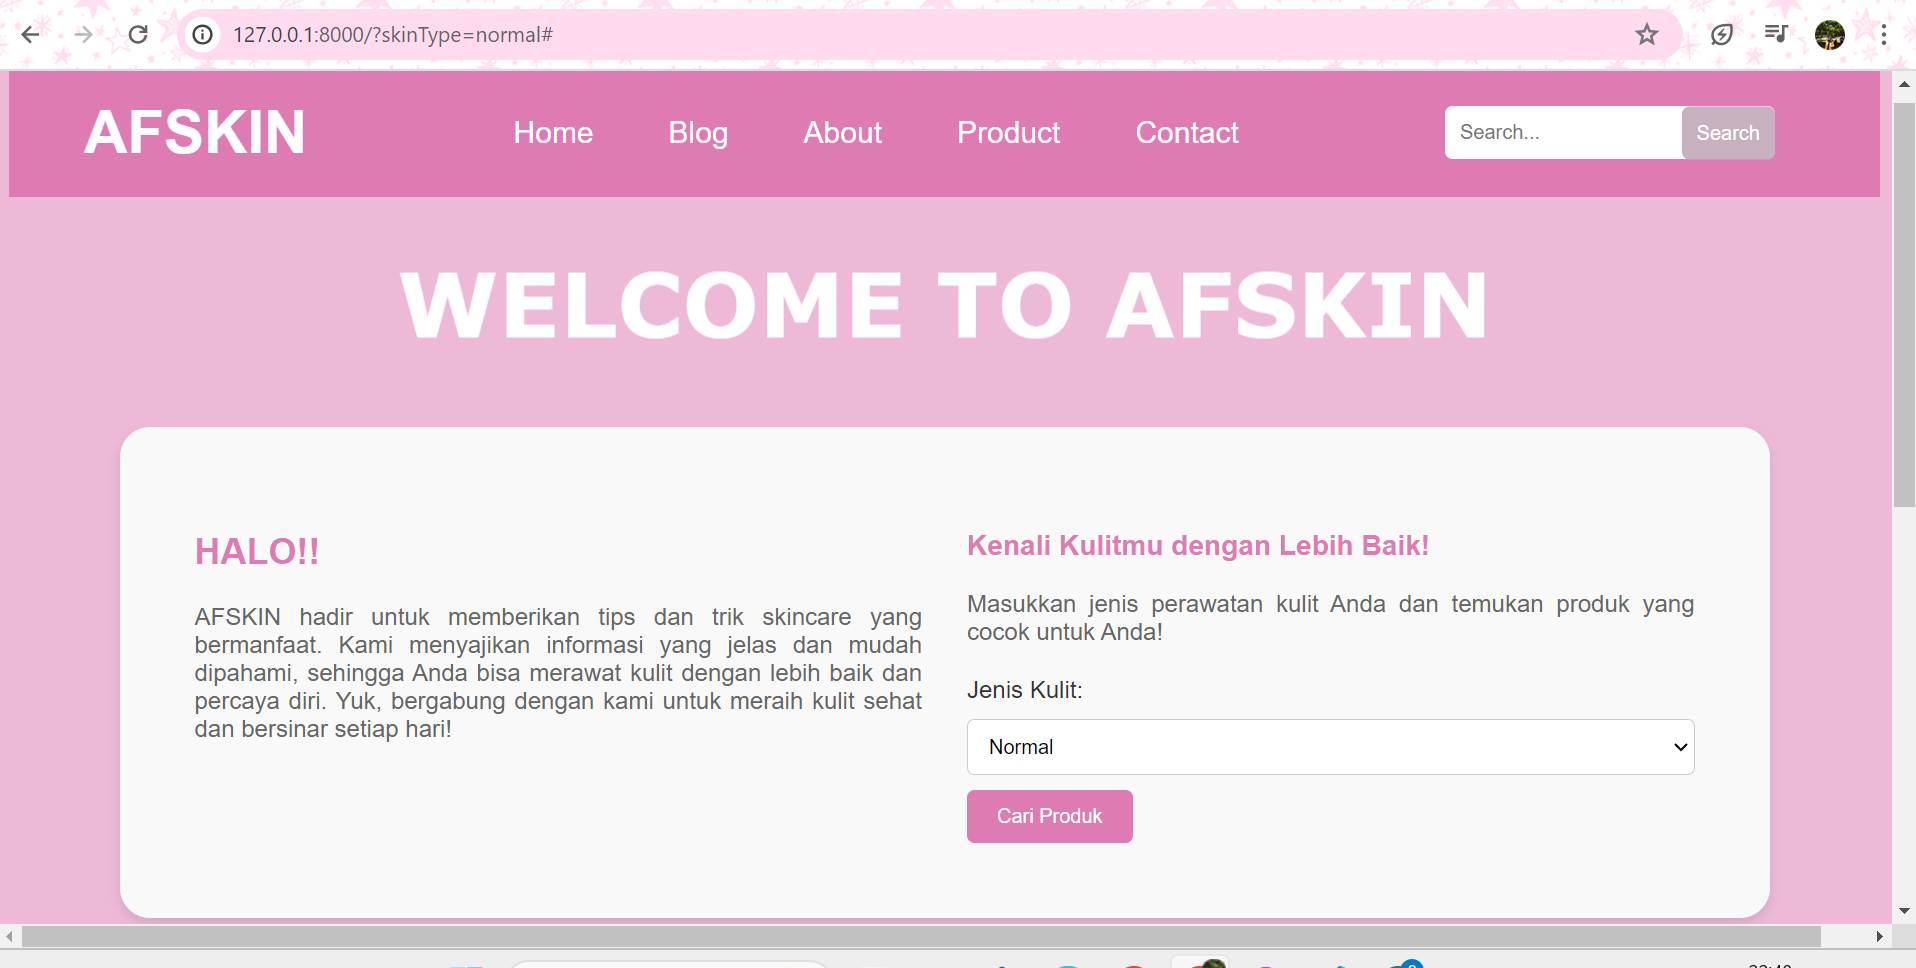 127.0.0.1:8000/?skinType=normal#
AFSKIN
Home Blog About Product Contact
Search... Search
WELCOME TO AFSKIN
HALO!!
AFSKIN hadir untuk memberikan tips dan trik skincare yang
bermanfaat. Kami menyajikan informasi yang jelas dan mudah
dipahami, sehingga Anda bisa merawat kulit dengan lebih baik dan
percaya diri. Yuk, bergabung dengan kami untuk meraih kulit sehat
dan bersinar setiap hari!
Kenali Kulitmu dengan Lebih Baik!
Masukkan jenis perawatan kulit Anda dan temukan produk yang
cocok untuk Anda!
Jenis Kulit:
Normal
Cari Produk